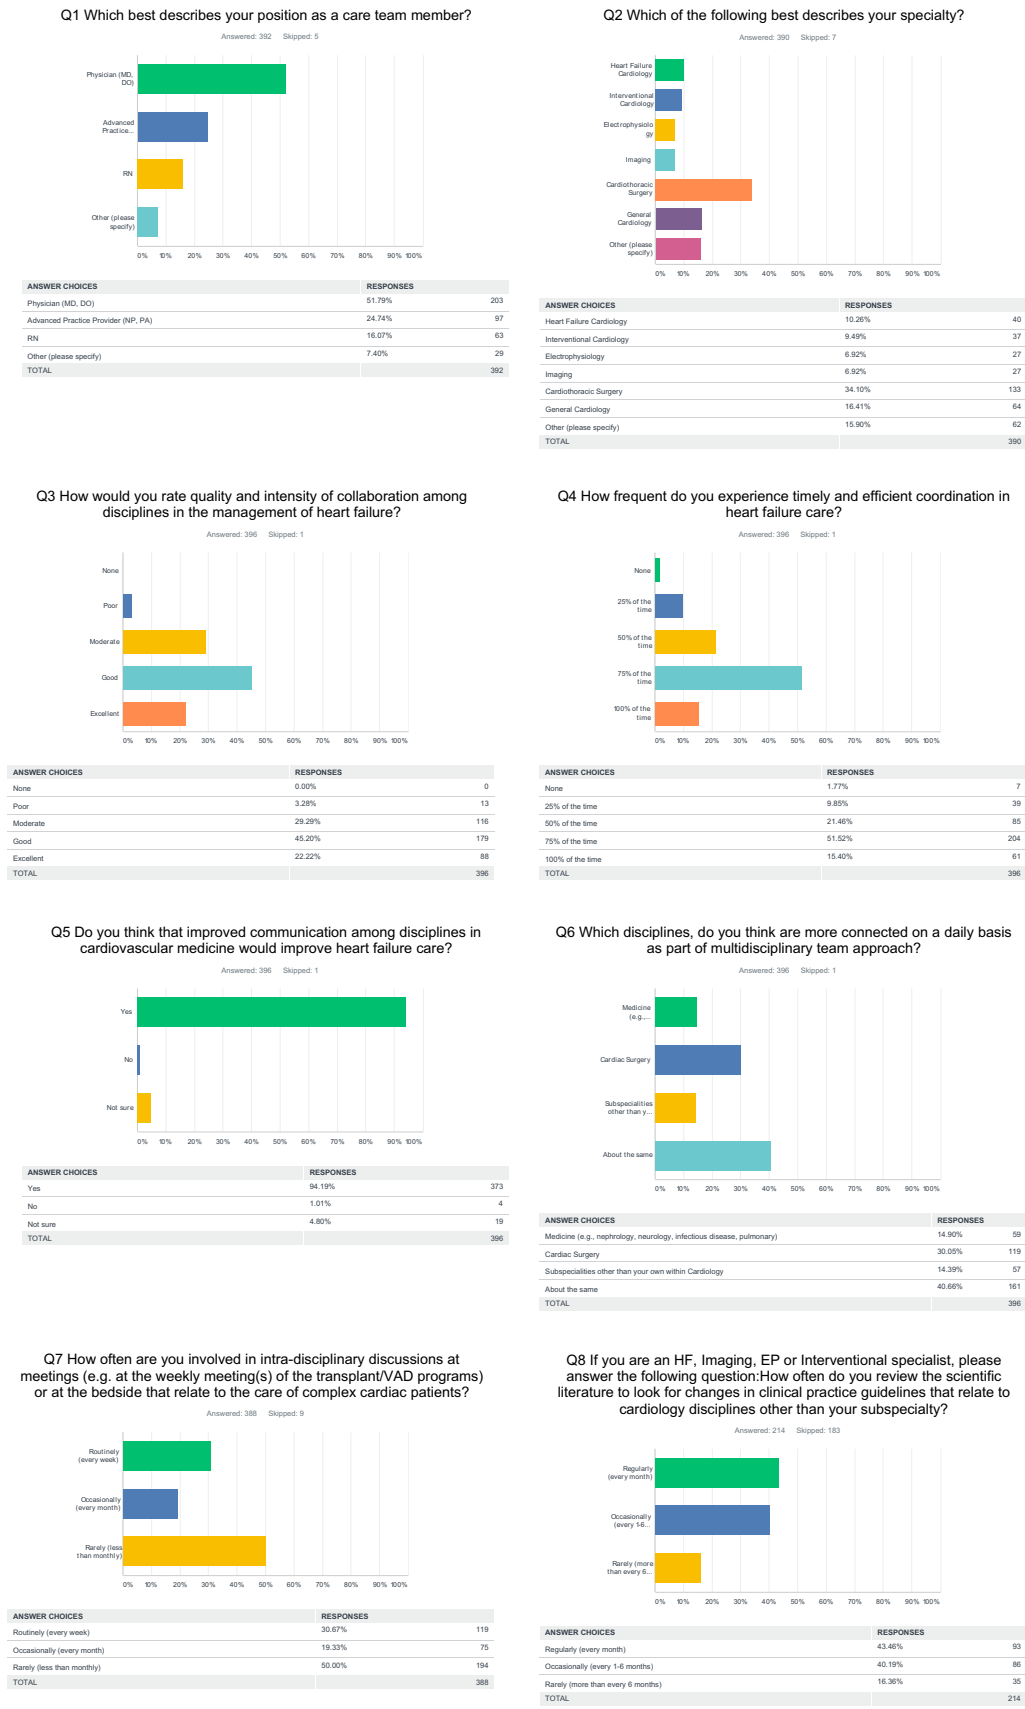 Q1 Which best describes your position as a care team member?
Answered: 392 Skipped: 5
Physician (MD,
DO)
Advanced
Practice...
RN
Other (please
specify)
0% 10% 20% 30% 40% 50% 60% 70% 80% 90% 100%
ANSWER CHOICES RESPONSES
Physician (MD, DO) 51.79% 203
Advanced Practice Provider (NP, PA) 24.74% 97
RN 16.07% 63
Other (please specify) 7.40% 29
TOTAL 392
Q2 Which of the following best describes your specialty?
Answered: 390 Skipped: 7
Heart Failure
Cardiology
Interventional
Cardiology
Electrophysiolo
gy
Imaging
Cardiothoracic
Surgery
General
Cardiology
Other (please
specify)
0% 10% 20% 30% 40% 50% 60% 70% 80% 90% 100%
ANSWER CHOICES RESPONSES
Heart Failure Cardiology 10.26% 40
Interventional Cardiology 9.49% 37
Electrophysiology 6.92% 27
Imaging 6.92% 27
Cardiothoracic Surgery 34.10% 133
General Cardiology 16.41% 64
Other (please specify) 15.90% 62
TOTAL 390
Q3 How would you rate quality and intensity of collaboration among
disciplines in the management of heart failure?
Answered: 396 Skipped: 1
None
Poor
Moderate
Good
Excellent
0% 10% 20% 30% 40% 50% 60% 70% 80% 90% 100%
ANSWER CHOICES RESPONSES
None 0.00% 0
Poor 3.28% 13
Moderate 29.29% 116
Good 45.20% 179
Excellent 22.22% 88
TOTAL 396
Q4 How frequent do you experience timely and efficient coordination in
heart failure care?
Answered: 396 Skipped: 1
None
25% of the
time
50% of the
time
75% of the
time
100% of the
time
0% 10% 20% 30% 40% 50% 60% 70% 80% 90% 100%
ANSWER CHOICES RESPONSES
None 1.77% 7
25% of the time 9.85% 39
50% of the time 21.46% 85
75% of the time 51.52% 204
100% of the time 15.40% 61
TOTAL 396
Q5 Do you think that improved communication among disciplines in
cardiovascular medicine would improve heart failure care?
Answered: 396 Skipped: 1
Yes
No
Not sure
0% 10% 20% 30% 40% 50% 60% 70% 80% 90% 100%
ANSWER CHOICES RESPONSES
Yes 94.19% 373
No 1.01% 4
Not sure 4.80% 19
TOTAL 396
Q6 Which disciplines, do you think are more connected on a daily basis
as part of multidisciplinary team approach?
Answered: 396 Skipped: 1
Medicine
(e.g.,...
Cardiac Surgery
Subspecialities
other than y...
About the same
0% 10% 20% 30% 40% 50% 60% 70% 80% 90% 100%
ANSWER CHOICES RESPONSES
Medicine (e.g., nephrology, neurology, infectious disease, pulmonary) 14.90% 59
Cardiac Surgery 30.05% 119
Subspecialities other than your own within Cardiology 14.39% 57
About the same 40.66% 161
TOTAL 396
Q7 How often are you involved in intra-disciplinary discussions at
meetings (e.g. at the weekly meeting(s) of the transplant/VAD programs)
or at the bedside that relate to the care of complex cardiac patients?
Answered: 388 Skipped: 9
Routinely
(every week)
Occasionally
(every month)
Rarely (less
than monthly)
0% 10% 20% 30% 40% 50% 60% 70% 80% 90% 100%
ANSWER CHOICES RESPONSES
Routinely (every week) 30.67% 119
Occasionally (every month) 19.33% 75
Rarely (less than monthly) 50.00% 194
TOTAL 388
Q8 If you are an HF, Imaging, EP or Interventional specialist, please
answer the following question:How often do you review the scientific
literature to look for changes in clinical practice guidelines that relate to
cardiology disciplines other than your subspecialty?
Answered: 214 Skipped: 183
Regularly
(every month)
Occasionally
(every 1-6...
Rarely (more
than every 6...
0% 10% 20% 30% 40% 50% 60% 70% 80% 90% 100%
ANSWER CHOICES RESPONSES
Regularly (every month) 43.46% 93
Occasionally (every 1-6 months) 40.19% 86
Rarely (more than every 6 months) 16.36% 35
TOTAL 214